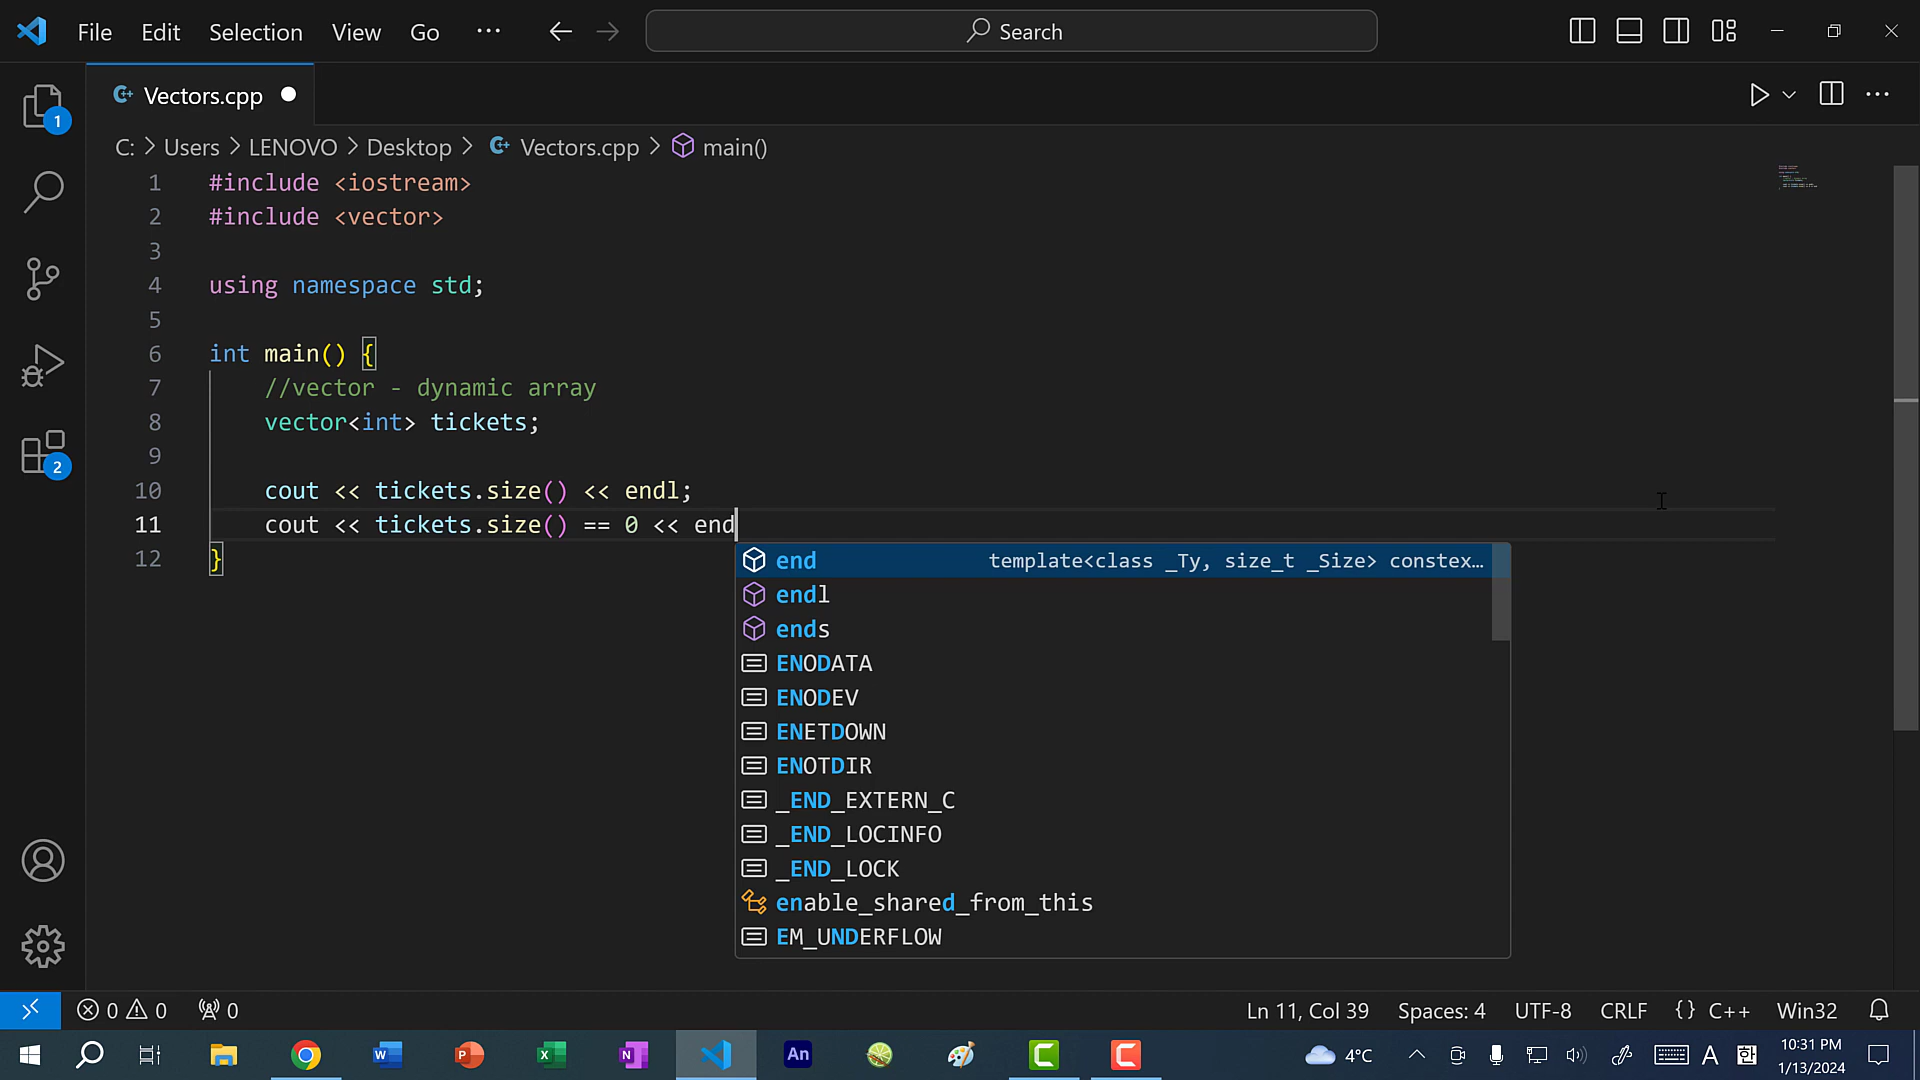 File Edit Selection View Go ··· Search
Vectors.cpp
C: > Users > LENOVO > Desktop > Vectors.cpp > main()
1 #include <iostream>
2 #include <vector>
3
4 using namespace std;
5
6 int main() {
7 //vector - dynamic array
8 vector<int> tickets;
9
10 cout << tickets.size() << endl;
11 cout << tickets.size() == 0 << end
12 }
end template<class _Ty, size_t _Size> constex…
endl
ends
ENODATA
ENODEV
ENETDOWN
ENOTDIR
_END_EXTERN_C
_END_LOCINFO
_END_LOCK
enable_shared_from_this
EM_UNDERFLOW
1
2
0 0 0 Ln 11, Col 39 Spaces: 4 UTF-8 CRLF {} C++ Win32
W P X N An C C 4°C A 한 10:31 PM
1/13/2024